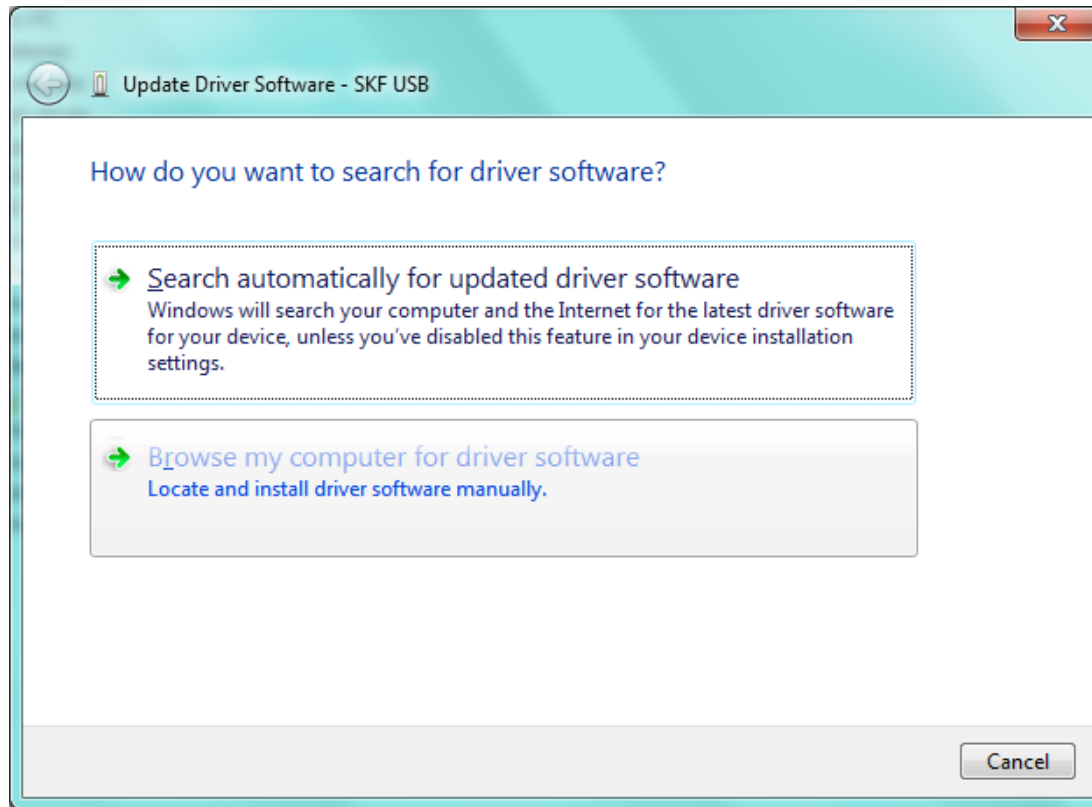 Update Driver Software - SKF USB
How do you want to search for driver software?
Search automatically for updated driver software
Windows will search your computer and the Internet for the latest driver software
for your device, unless you've disabled this feature in your device installation
settings.
Browse my computer for driver software
Locate and install driver software manually.
Cancel